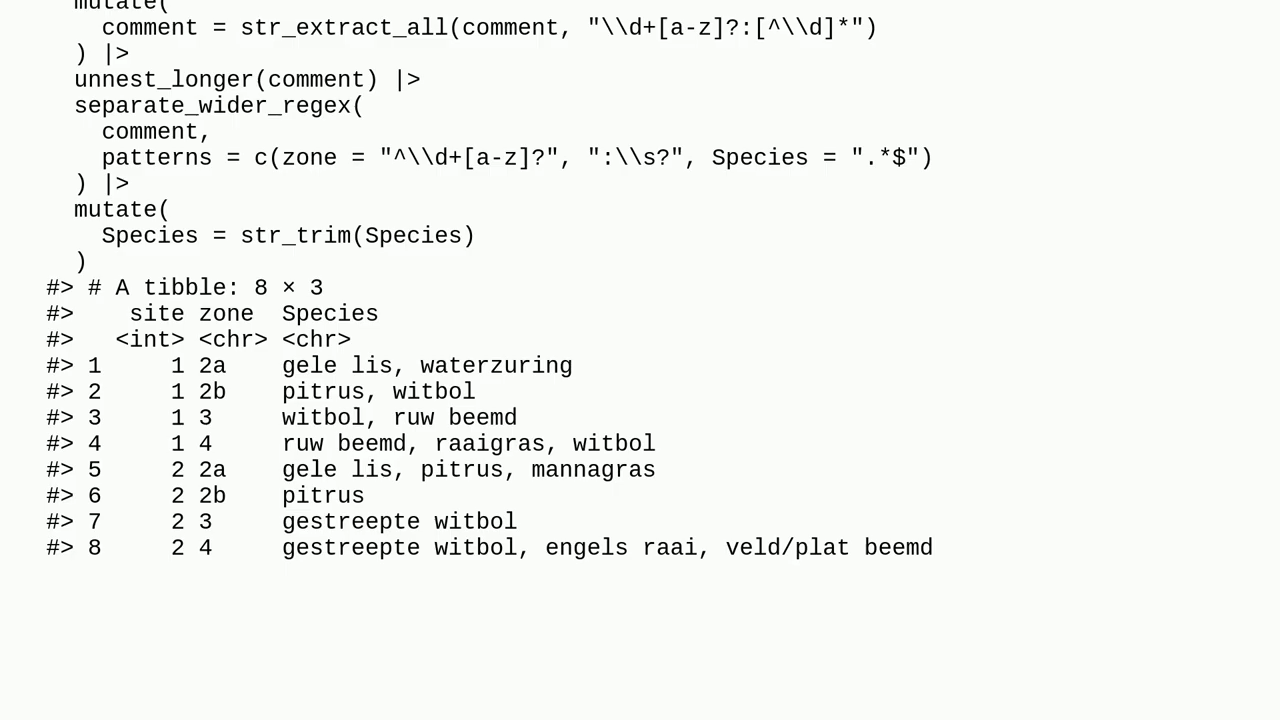 mutate(
comment = str_extract_all(comment, "\\d+[a-z]?:[^\\d]*")
) |>
unnest_longer(comment) |>
separate_wider_regex(
comment,
patterns = c(zone = "^\\d+[a-z]?", ":\\s?", Species = ".*$")
) |>
mutate(
Species = str_trim(Species)
)
#> # A tibble: 8 × 3
#>    site zone  Species
#>   <int> <chr> <chr>
#> 1     1 2a    gele lis, waterzuring
#> 2     1 2b    pitrus, witbol
#> 3     1 3     witbol, ruw beemd
#> 4     1 4     ruw beemd, raaigras, witbol
#> 5     2 2a    gele lis, pitrus, mannagras
#> 6     2 2b    pitrus
#> 7     2 3     gestreepte witbol
#> 8     2 4     gestreepte witbol, engels raai, veld/plat beemd